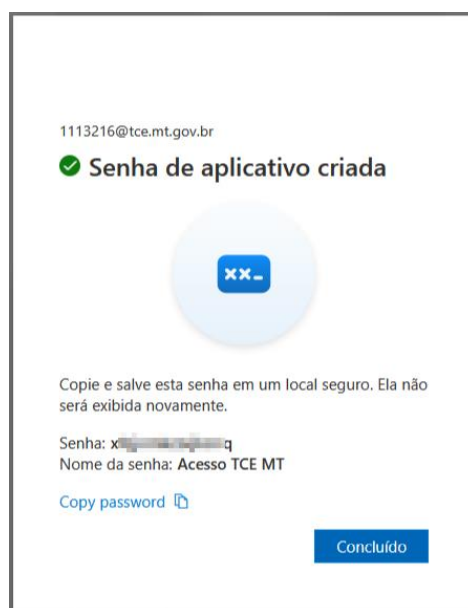 1113216@tce.mt.gov.br
Senha de aplicativo criada
Copie e salve esta senha em um local seguro. Ela não
será exibida novamente.
Senha:
Nome da senha: Acesso TCE MT
Copy password
Concluído